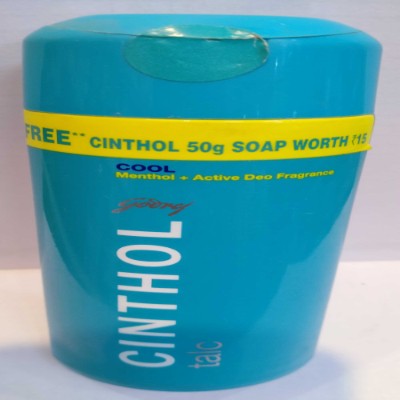 FREE** CINTHOL 50g SOAP WORTH ₹15
COOL
Menthol + Active Deo Fragrance
Godrej
CINTHOL
talc